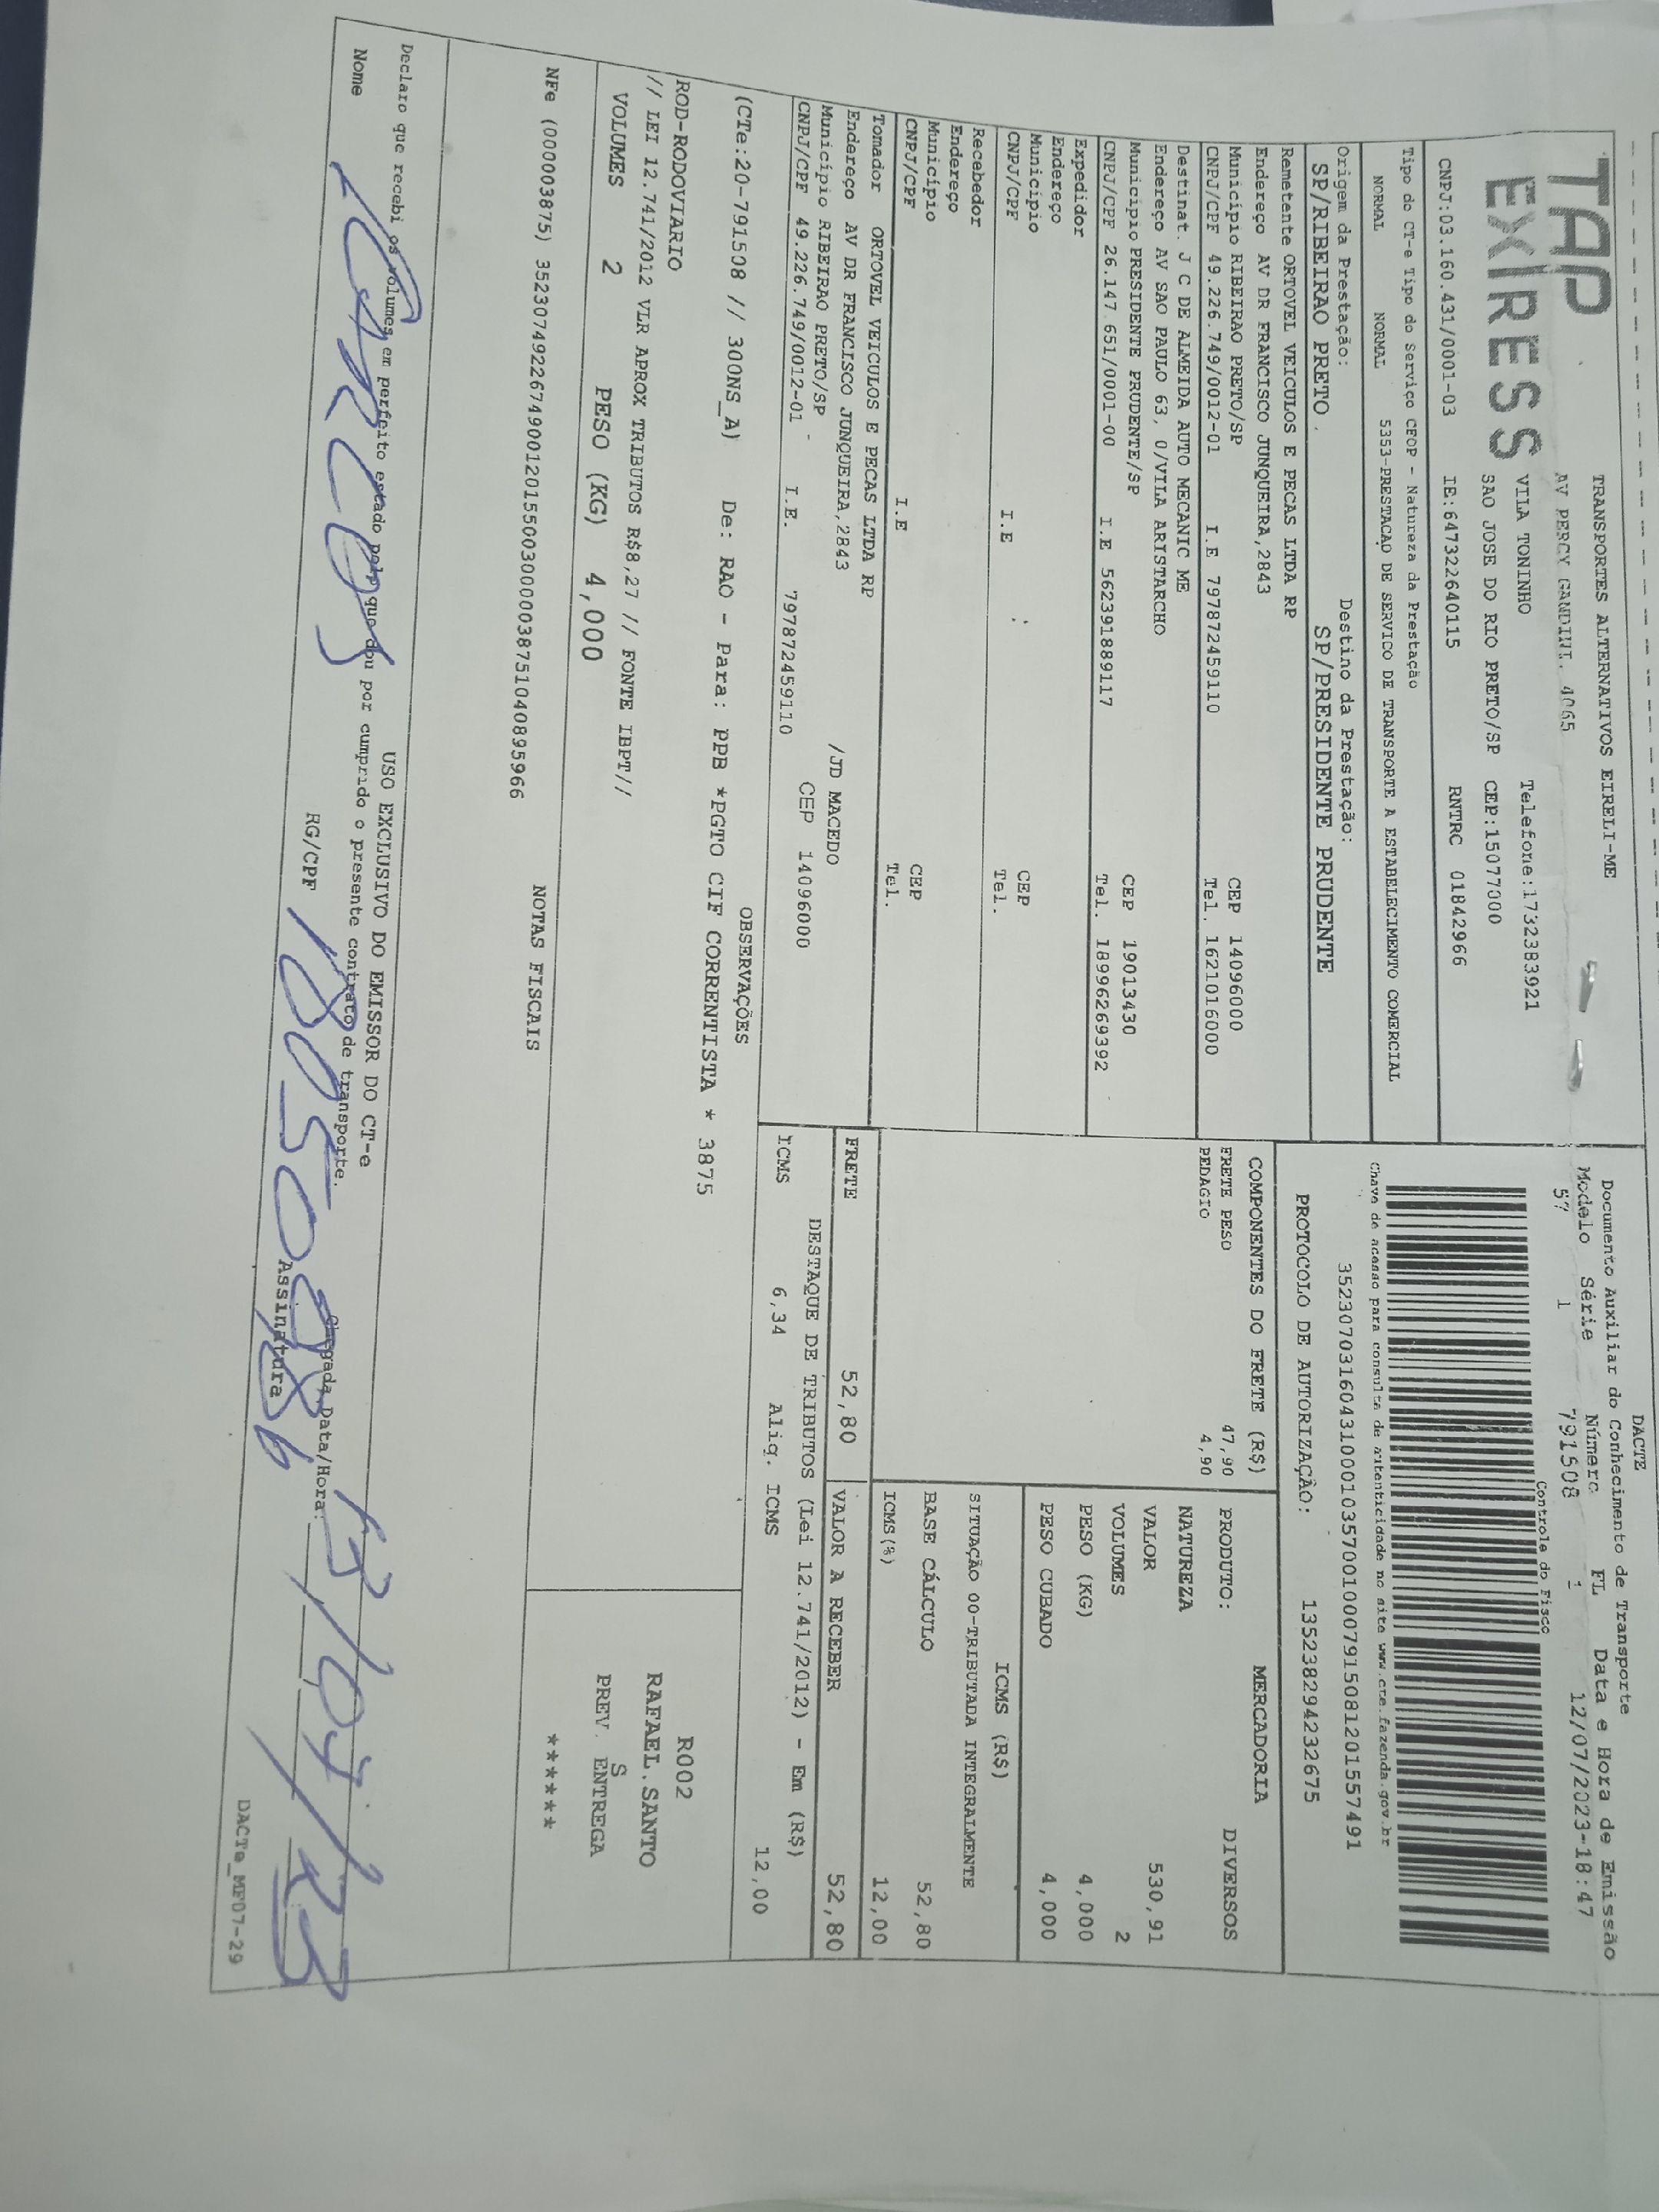 TAP
EXPRESS
TRANSPORTES ALTERNATIVOS EIRELI-ME
AV PERCY GANDINI, 4065
VILA TONINHO Telefone:1732383921
SAO JOSE DO RIO PRETO/SP CEP:15077000
CNPJ:03.160.431/0001-03 IE:647322640115 RNTRC 01842966
DACTE
Documento Auxiliar do Conhecimento de Transporte
Modelo Série Número FL Data e Hora de Emissão
57 1 791508 1 12/07/2023-18:47
Controle do Fisco
Chave de acesso para consulta de autenticidade no site www.cte.fazenda.gov.br
35230703160431000103570010007915081201557491
PROTOCOLO DE AUTORIZAÇÃO: 135238294232675
Tipo do CT-e Tipo do Serviço CFOP - Natureza da Prestação
NORMAL NORMAL 5353-PRESTACAO DE SERVICO DE TRANSPORTE A ESTABELECIMENTO COMERCIAL
Origem da Prestação: Destino da Prestação:
SP/RIBEIRAO PRETO SP/PRESIDENTE PRUDENTE
Remetente ORTOVEL VEICULOS E PECAS LTDA RP
Endereço AV DR FRANCISCO JUNQUEIRA,2843
Município RIBEIRAO PRETO/SP CEP 14096000
CNPJ/CPF 49.226.749/0012-01 I.E 797872459110 Tel. 1621016000
Destinat. J C DE ALMEIDA AUTO MECANIC ME
Endereço AV SAO PAULO 63, 0/VILA ARISTARCHO
Municipio PRESIDENTE PRUDENTE/SP CEP 19013430
CNPJ/CPF 26.147.651/0001-00 I.E 562391889117 Tel. 18996269392
Expedidor
Endereço
Município CEP
CNPJ/CPF I.E Tel.
Recebedor
Endereço
Município CEP
CNPJ/CPF I.E Tel.
Tomador ORTOVEL VEICULOS E PECAS LTDA RP
Endereço AV DR FRANCISCO JUNQUEIRA,2843 /JD MACEDO
Município RIBEIRAO PRETO/SP CEP 14096000
CNPJ/CPF 49.226.749/0012-01 I.E. 797872459110
COMPONENTES DO FRETE (R$)
FRETE PESO 47,90
PEDAGIO 4,90
MERCADORIA
PRODUTO: DIVERSOS
NATUREZA
VALOR 530,91
VOLUMES 2
PESO (KG) 4,000
PESO CUBADO 4,000
ICMS (R$)
SITUAÇÃO 00-TRIBUTADA INTEGRALMENTE
BASE CÁLCULO 52,80
ICMS(%) 12,00
FRETE 52,80 VALOR A RECEBER 52,80
DESTAQUE DE TRIBUTOS (Lei 12.741/2012) - Em (R$)
ICMS 6,34 Aliq. ICMS 12,00
OBSERVAÇÕES
(CTe:20-791508 // 300NS_A) De: RAO - Para: PPB *PGTO CIF CORRENTISTA * 3875
ROD-RODOVIARIO
// LEI 12.741/2012 VLR APROX TRIBUTOS R$8,27 // FONTE IBPT//
VOLUMES 2 PESO (KG) 4,000
R002
RAFAEL.SANTO
S
PREV. ENTREGA
******
NOTAS FISCAIS
NFe (000003875) 35230749226749001201550030000038751040895966
USO EXCLUSIVO DO EMISSOR DO CT-e
Declaro que recebi os volumes em perfeito estado pelo que dou por cumprido o presente contrato de transporte.
Chegada Data/Hora: 13/07/23
Nome MARCOS RG/CPF Assinatura
DACTe_MF07-29